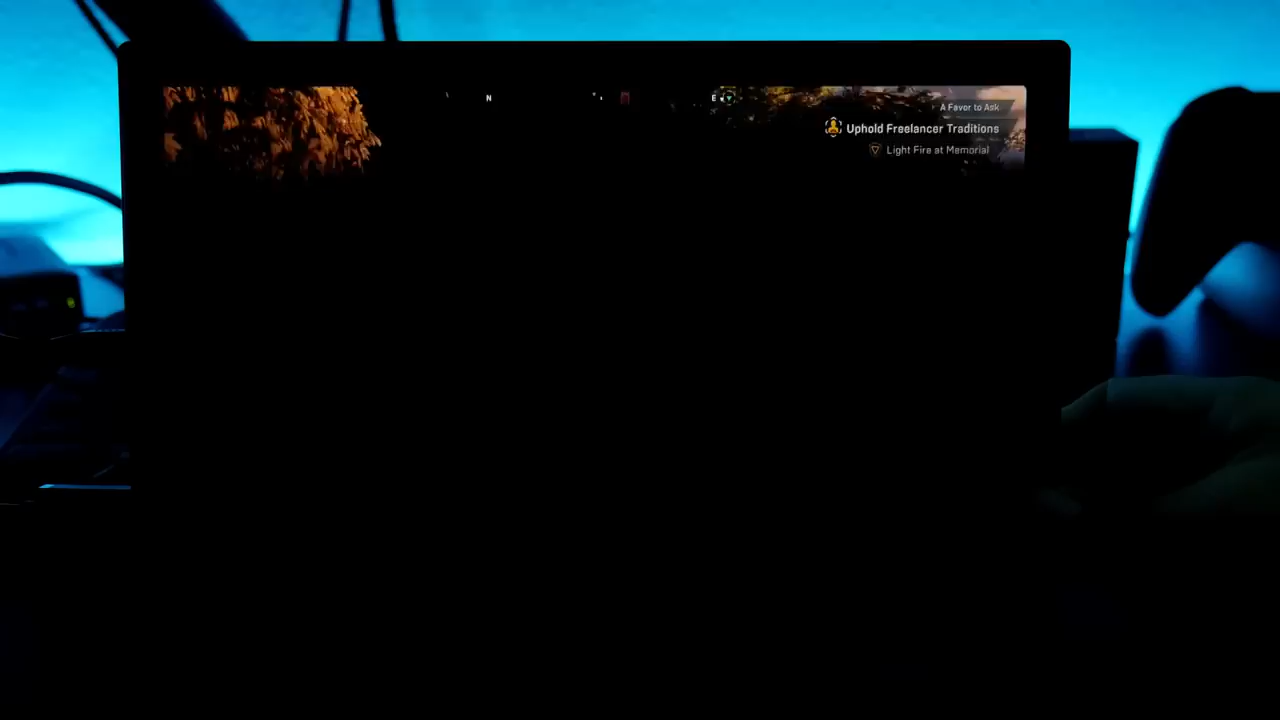 N
E
A Favor to Ask
Uphold Freelancer Traditions
Light Fire at Memorial